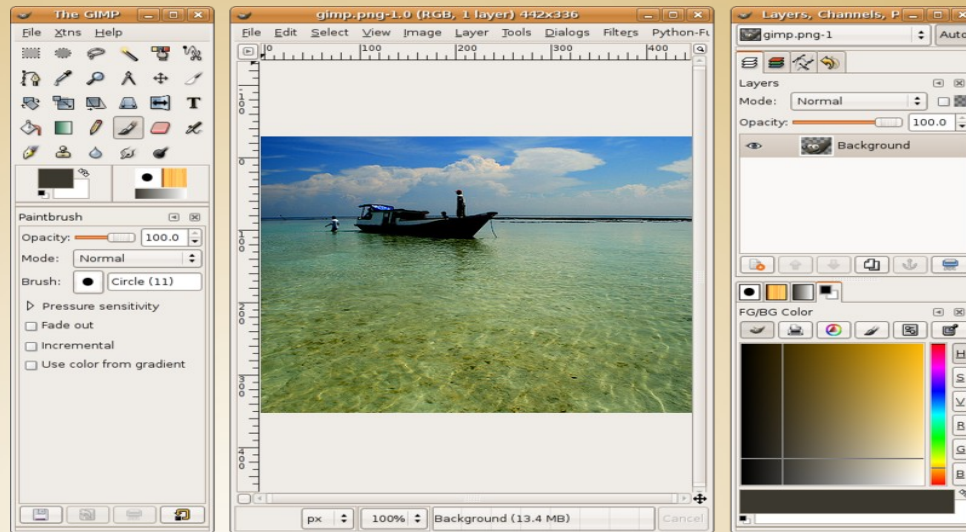 The GIMP
File Xtns Help
Paintbrush
Opacity: 100.0
Mode: Normal
Brush: Circle (11)
Pressure sensitivity
Fade out
Incremental
Use color from gradient
gimp.png-1.0 (RGB, 1 layer) 442x336
File Edit Select View Image Layer Tools Dialogs Filters Python-Fu
0 100 200 300 400
100
0
100
200
300
400
px 100% Background (13.4 MB) Cancel
Layers, Channels, P
gimp.png-1 Auto
Layers
Mode: Normal
Opacity: 100.0
Background
FG/BG Color
H
S
V
R
G
B